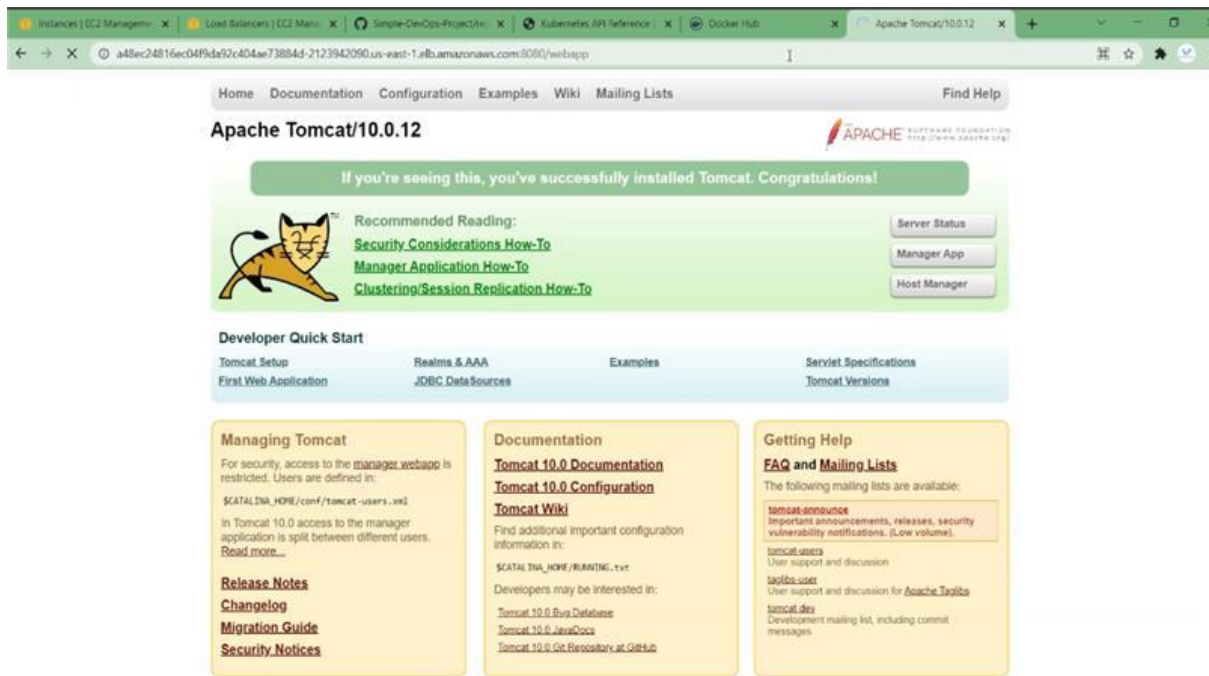 Instances | EC2 Managemen
Load Balancers | EC2 Mana
Simple-DevOps-Project/
Kubernetes API Reference
Docker Hub
Apache Tomcat/10.0.12
.us-east-1.elb.amazonaws.com:8080/webapp
Home Documentation Configuration Examples Wiki Mailing Lists Find Help
Apache Tomcat/10.0.12
APACHE SOFTWARE FOUNDATION
http://www.apache.org/
If you're seeing this, you've successfully installed Tomcat. Congratulations!
TM
Recommended Reading:
Security Considerations How-To
Manager Application How-To
Clustering/Session Replication How-To
Server Status
Manager App
Host Manager
Developer Quick Start
Tomcat Setup
First Web Application
Realms & AAA
JDBC DataSources
Examples
Servlet Specifications
Tomcat Versions
Managing Tomcat
For security, access to the manager webapp is
restricted. Users are defined in:
$CATALINA_HOME/conf/tomcat-users.xml
In Tomcat 10.0 access to the manager
application is split between different users.
Read more...
Release Notes
Changelog
Migration Guide
Security Notices
Documentation
Tomcat 10.0 Documentation
Tomcat 10.0 Configuration
Tomcat Wiki
Find additional important configuration
information in:
$CATALINA_HOME/RUNNING.txt
Developers may be interested in:
Tomcat 10.0 Bug Database
Tomcat 10.0 JavaDocs
Tomcat 10.0 Git Repository at GitHub
Getting Help
FAQ and Mailing Lists
The following mailing lists are available:
tomcat-announce
Important announcements, releases, security
vulnerability notifications. (Low volume).
tomcat-users
User support and discussion
taglibs-user
User support and discussion for Apache Taglibs
tomcat-dev
Development mailing list, including commit
messages